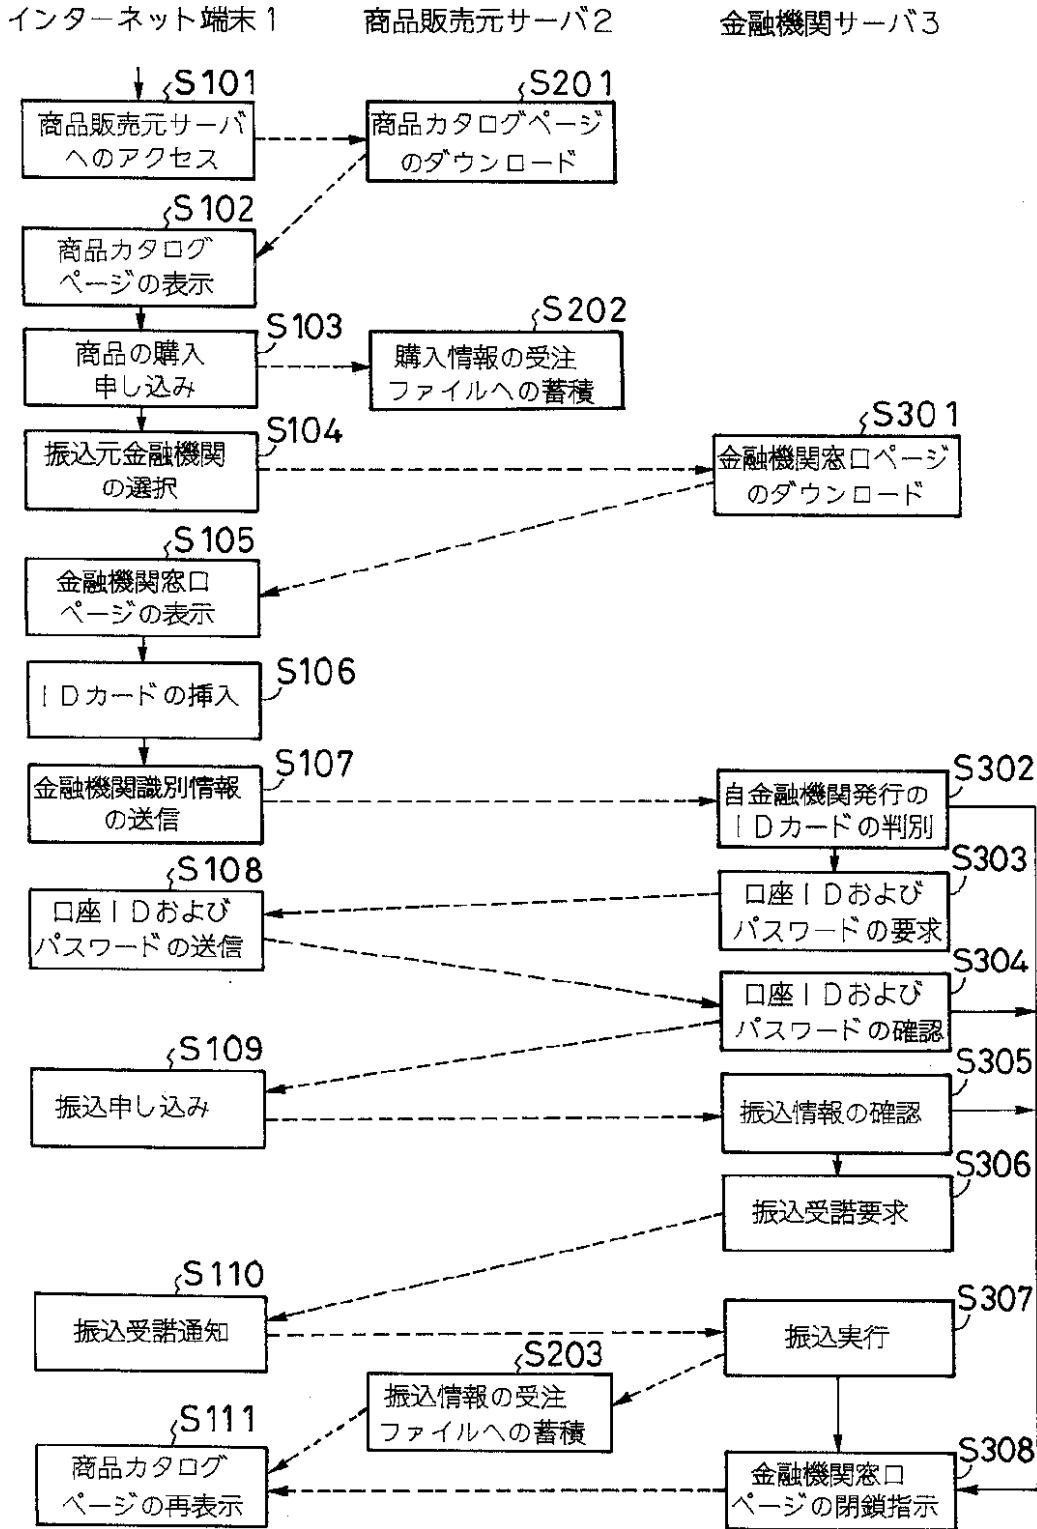 インターネット端末1
商品販売元サーバ2
金融機関サーバ3
S101
商品販売元サーバ
へのアクセス
S201
商品カタログページ
のダウンロード
S102
商品カタログ
ページの表示
S103
商品の購入
申し込み
S202
購入情報の受注
ファイルへの蓄積
S104
振込元金融機関
の選択
S301
金融機関窓口ページ
のダウンロード
S105
金融機関窓口
ページの表示
S106
IDカードの挿入
S107
金融機関識別情報
の送信
S302
自金融機関発行の
IDカードの判別
S303
口座IDおよび
パスワードの要求
S108
口座IDおよび
パスワードの送信
S304
口座IDおよび
パスワードの確認
S109
振込申し込み
S305
振込情報の確認
S306
振込受諾要求
S110
振込受諾通知
S307
振込実行
S203
振込情報の受注
ファイルへの蓄積
S111
商品カタログ
ページの再表示
S308
金融機関窓口
ページの閉鎖指示